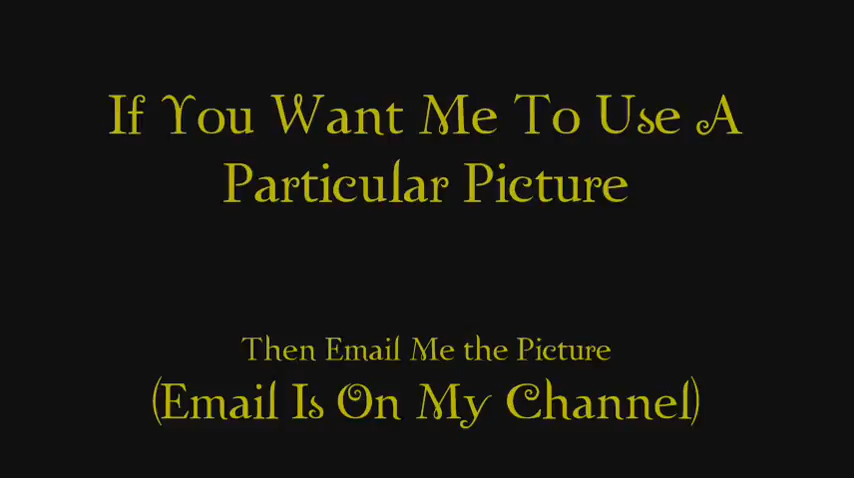 If You Want Me To Use A
Particular Picture
Then Email Me the Picture
(Email Is On My Channel)